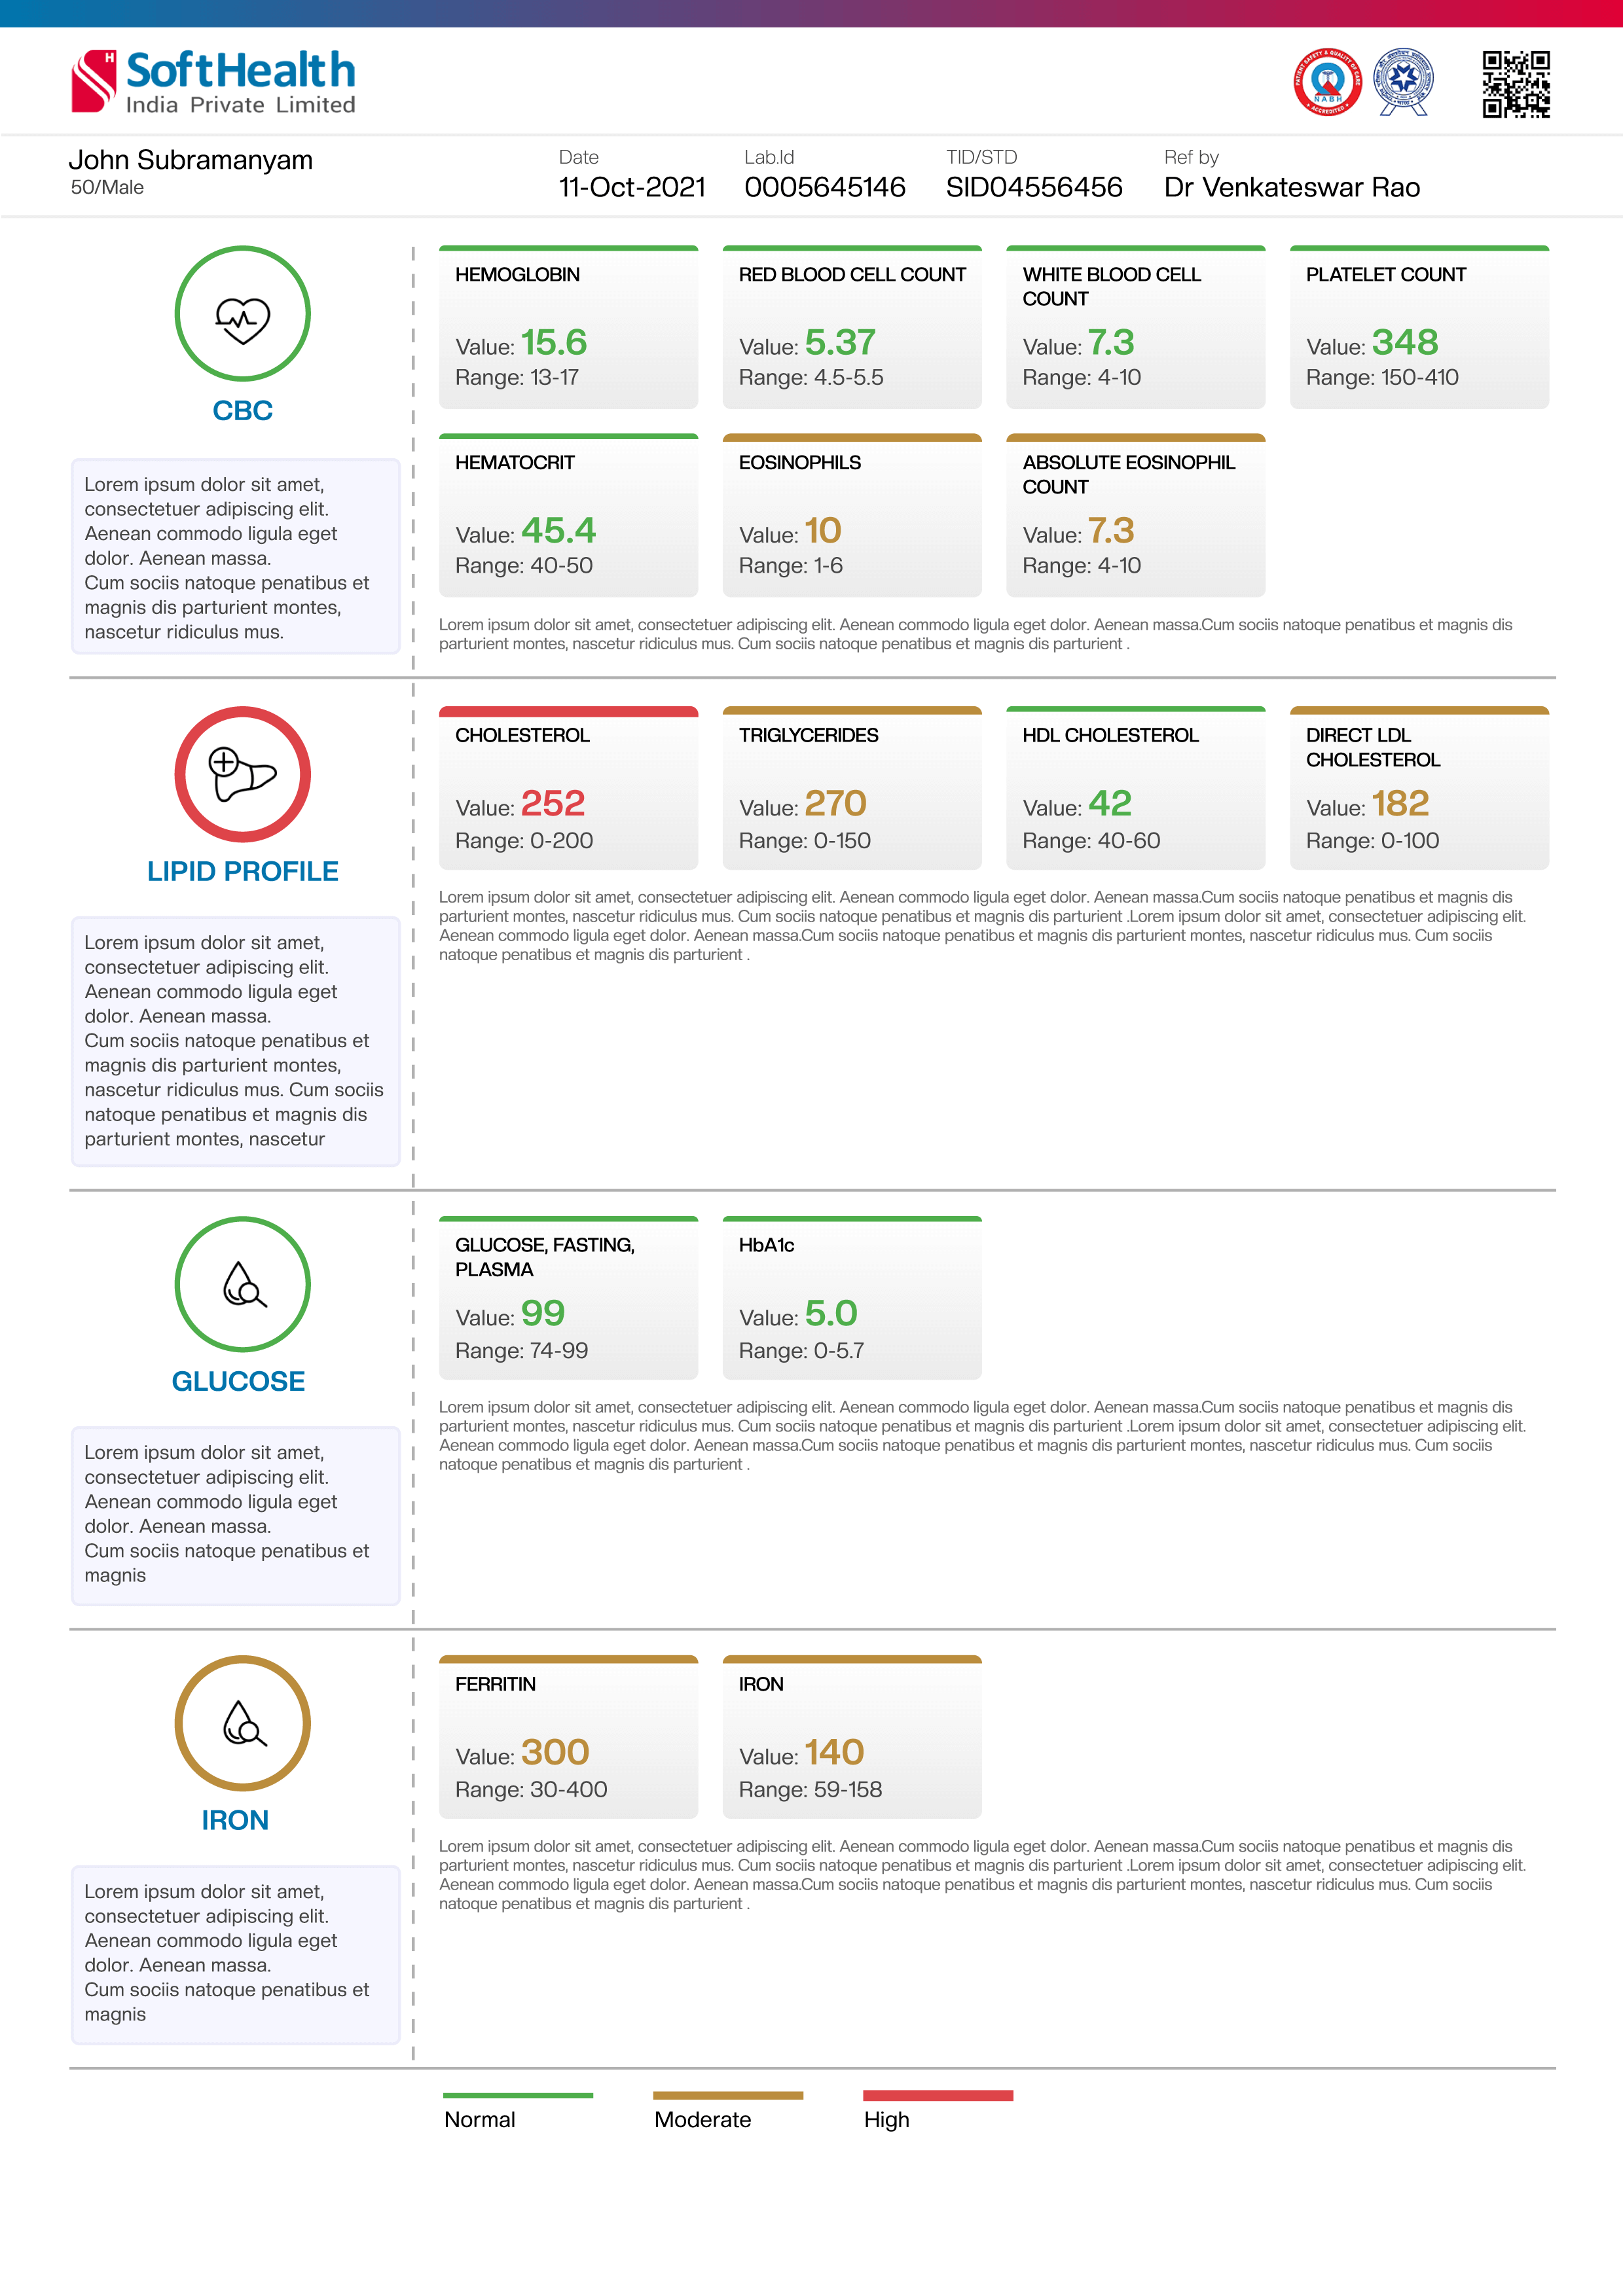 SoftHealth
India Private Limited
PATIENT SAFETY & QUALITY OF CARE
NABH
ACCREDITED
John Subramanyam
50/Male
Date
11-Oct-2021
Lab.Id
0005645146
TID/STD
SID04556456
Ref by
Dr Venkateswar Rao
CBC
Lorem ipsum dolor sit amet,
consectetuer adipiscing elit.
Aenean commodo ligula eget
dolor. Aenean massa.
Cum sociis natoque penatibus et
magnis dis parturient montes,
nascetur ridiculus mus.
HEMOGLOBIN
Value: 15.6
Range: 13-17
RED BLOOD CELL COUNT
Value: 5.37
Range: 4.5-5.5
WHITE BLOOD CELL
COUNT
Value: 7.3
Range: 4-10
PLATELET COUNT
Value: 348
Range: 150-410
HEMATOCRIT
Value: 45.4
Range: 40-50
EOSINOPHILS
Value: 10
Range: 1-6
ABSOLUTE EOSINOPHIL
COUNT
Value: 7.3
Range: 4-10
Lorem ipsum dolor sit amet, consectetuer adipiscing elit. Aenean commodo ligula eget dolor. Aenean massa.Cum sociis natoque penatibus et magnis dis
parturient montes, nascetur ridiculus mus. Cum sociis natoque penatibus et magnis dis parturient .
LIPID PROFILE
Lorem ipsum dolor sit amet,
consectetuer adipiscing elit.
Aenean commodo ligula eget
dolor. Aenean massa.
Cum sociis natoque penatibus et
magnis dis parturient montes,
nascetur ridiculus mus. Cum sociis
natoque penatibus et magnis dis
parturient montes, nascetur
CHOLESTEROL
Value: 252
Range: 0-200
TRIGLYCERIDES
Value: 270
Range: 0-150
HDL CHOLESTEROL
Value: 42
Range: 40-60
DIRECT LDL
CHOLESTEROL
Value: 182
Range: 0-100
Lorem ipsum dolor sit amet, consectetuer adipiscing elit. Aenean commodo ligula eget dolor. Aenean massa.Cum sociis natoque penatibus et magnis dis
parturient montes, nascetur ridiculus mus. Cum sociis natoque penatibus et magnis dis parturient .Lorem ipsum dolor sit amet, consectetuer adipiscing elit.
Aenean commodo ligula eget dolor. Aenean massa.Cum sociis natoque penatibus et magnis dis parturient montes, nascetur ridiculus mus. Cum sociis
natoque penatibus et magnis dis parturient .
GLUCOSE
Lorem ipsum dolor sit amet,
consectetuer adipiscing elit.
Aenean commodo ligula eget
dolor. Aenean massa.
Cum sociis natoque penatibus et
magnis
GLUCOSE, FASTING,
PLASMA
Value: 99
Range: 74-99
HbA1c
Value: 5.0
Range: 0-5.7
Lorem ipsum dolor sit amet, consectetuer adipiscing elit. Aenean commodo ligula eget dolor. Aenean massa.Cum sociis natoque penatibus et magnis dis
parturient montes, nascetur ridiculus mus. Cum sociis natoque penatibus et magnis dis parturient .Lorem ipsum dolor sit amet, consectetuer adipiscing elit.
Aenean commodo ligula eget dolor. Aenean massa.Cum sociis natoque penatibus et magnis dis parturient montes, nascetur ridiculus mus. Cum sociis
natoque penatibus et magnis dis parturient .
IRON
Lorem ipsum dolor sit amet,
consectetuer adipiscing elit.
Aenean commodo ligula eget
dolor. Aenean massa.
Cum sociis natoque penatibus et
magnis
FERRITIN
Value: 300
Range: 30-400
IRON
Value: 140
Range: 59-158
Lorem ipsum dolor sit amet, consectetuer adipiscing elit. Aenean commodo ligula eget dolor. Aenean massa.Cum sociis natoque penatibus et magnis dis
parturient montes, nascetur ridiculus mus. Cum sociis natoque penatibus et magnis dis parturient .Lorem ipsum dolor sit amet, consectetuer adipiscing elit.
Aenean commodo ligula eget dolor. Aenean massa.Cum sociis natoque penatibus et magnis dis parturient montes, nascetur ridiculus mus. Cum sociis
natoque penatibus et magnis dis parturient .
Normal
Moderate
High